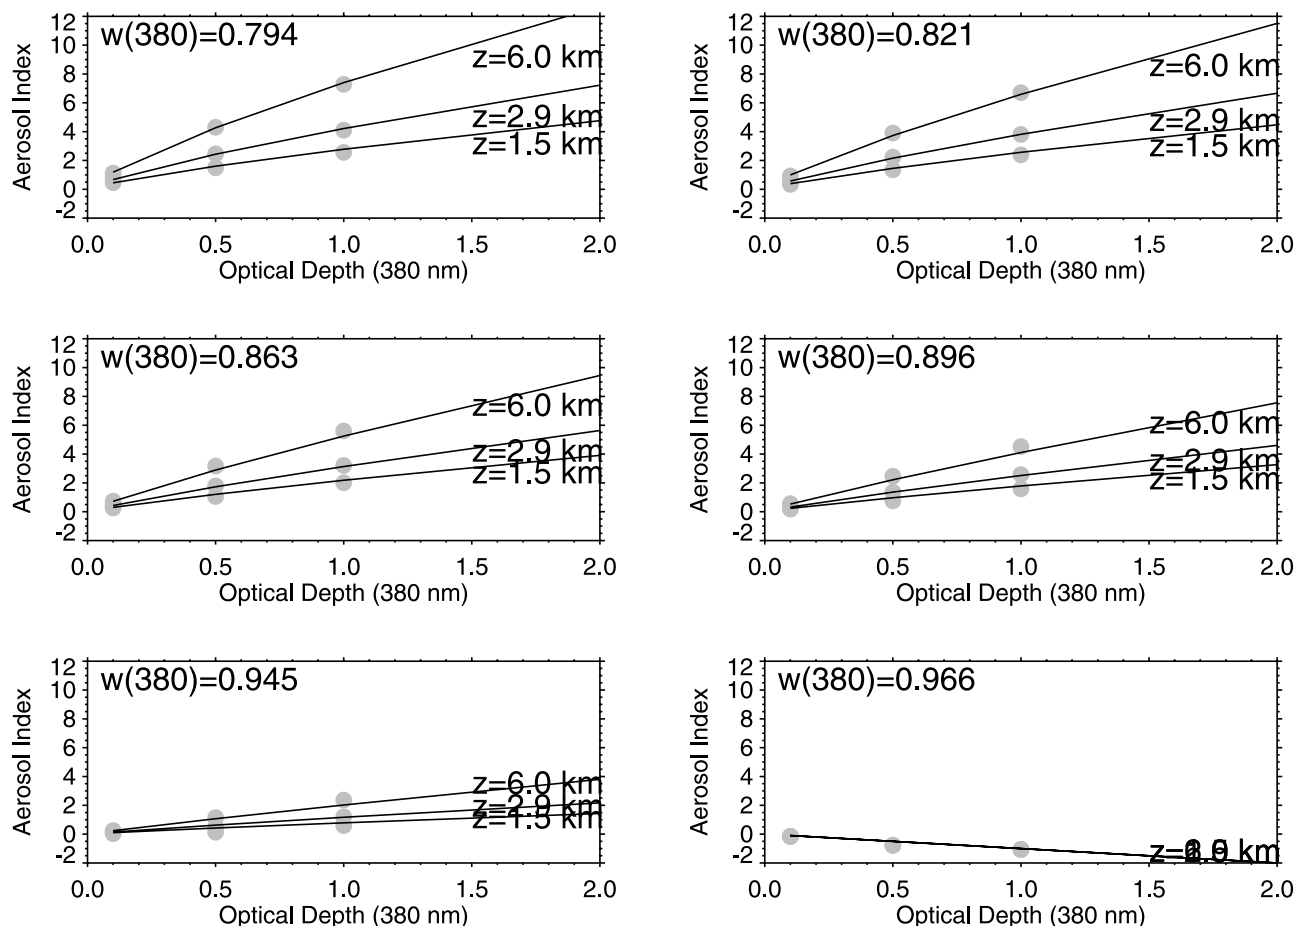 12
10
8
6
4
2
0
-2
Aerosol Index
w(380)=0.794
z=6.0 km
z=2.9 km
z=1.5 km
0.0 0.5 1.0 1.5 2.0
Optical Depth (380 nm)
12
10
8
6
4
2
0
-2
Aerosol Index
w(380)=0.821
z=6.0 km
z=2.9 km
z=1.5 km
0.0 0.5 1.0 1.5 2.0
Optical Depth (380 nm)
12
10
8
6
4
2
0
-2
Aerosol Index
w(380)=0.863
z=6.0 km
z=2.9 km
z=1.5 km
0.0 0.5 1.0 1.5 2.0
Optical Depth (380 nm)
12
10
8
6
4
2
0
-2
Aerosol Index
w(380)=0.896
z=6.0 km
z=2.9 km
z=1.5 km
0.0 0.5 1.0 1.5 2.0
Optical Depth (380 nm)
12
10
8
6
4
2
0
-2
Aerosol Index
w(380)=0.945
z=6.0 km
z=2.9 km
z=1.5 km
0.0 0.5 1.0 1.5 2.0
Optical Depth (380 nm)
12
10
8
6
4
2
0
-2
Aerosol Index
w(380)=0.966
0.0 0.5 1.0 1.5 2.0
Optical Depth (380 nm)